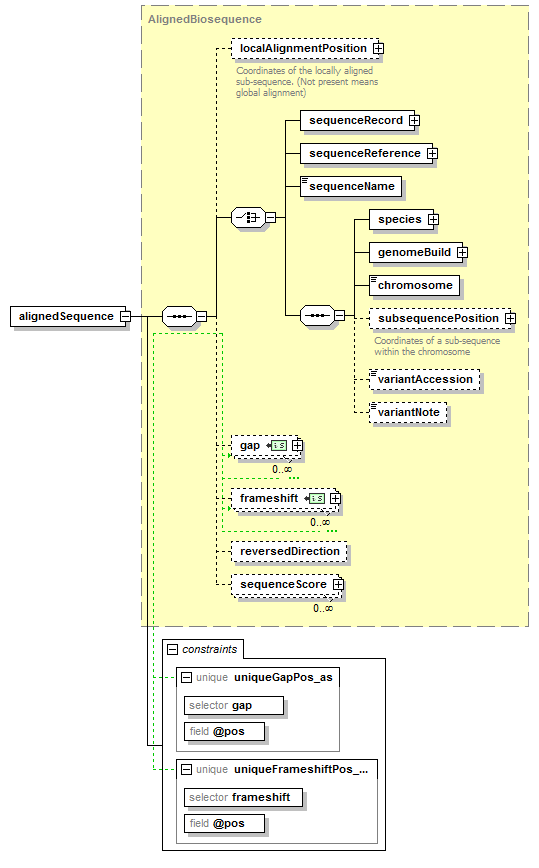 AlignedBiosequence
localAlignmentPosition
Coordinates of the locally aligned
sub-sequence. (Not present means
global alignment)
sequenceRecord
sequenceReference
sequenceName
species
genomeBuild
chromosome
alignedSequence
subsequencePosition
Coordinates of a sub-sequence
within the chromosome
variantAccession
variantNote
gap
0..∞
frameshift
0..∞
reversedDirection
sequenceScore
0..∞
constraints
unique uniqueGapPos_as
selector gap
field @pos
unique uniqueFrameshiftPos_...
selector frameshift
field @pos